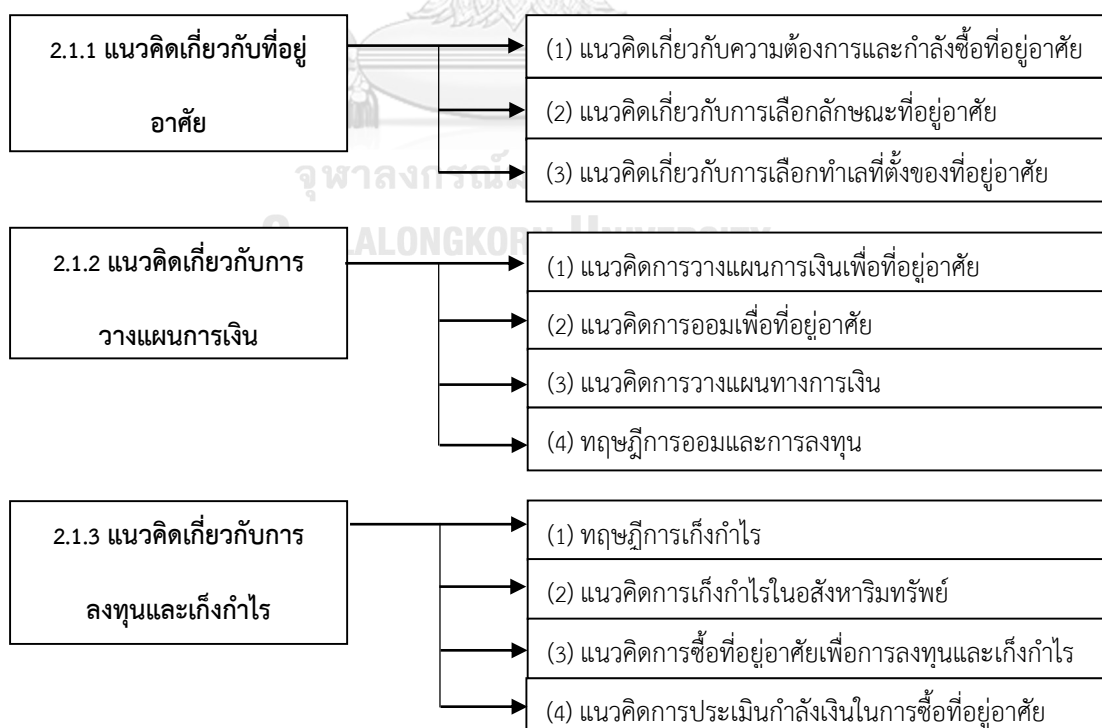 2.1.1 แนวคิดเกี่ยวกับที่อยู่
อาศัย
(1) แนวคิดเกี่ยวกับความต้องการและกำลังซื้อที่อยู่อาศัย
(2) แนวคิดเกี่ยวกับการเลือกลักษณะที่อยู่อาศัย
(3) แนวคิดเกี่ยวกับการเลือกทำเลที่ตั้งของที่อยู่อาศัย
จุฬาลงกรณ์
ALONGKORN UNIVERSITY
2.1.2 แนวคิดเกี่ยวกับการ
วางแผนการเงิน
(1) แนวคิดการวางแผนการเงินเพื่อที่อยู่อาศัย
(2) แนวคิดการออมเพื่อที่อยู่อาศัย
(3) แนวคิดการวางแผนทางการเงิน
(4) ทฤษฎีการออมและการลงทุน
2.1.3 แนวคิดเกี่ยวกับการ
ลงทุนและเก็งกำไร
(1) ทฤษฎีการเก็งกำไร
(2) แนวคิดการเก็งกำไรในอสังหาริมทรัพย์
(3) แนวคิดการซื้อที่อยู่อาศัยเพื่อการลงทุนและเก็งกำไร
(4) แนวคิดการประเมินกำลังเงินในการซื้อที่อยู่อาศัย